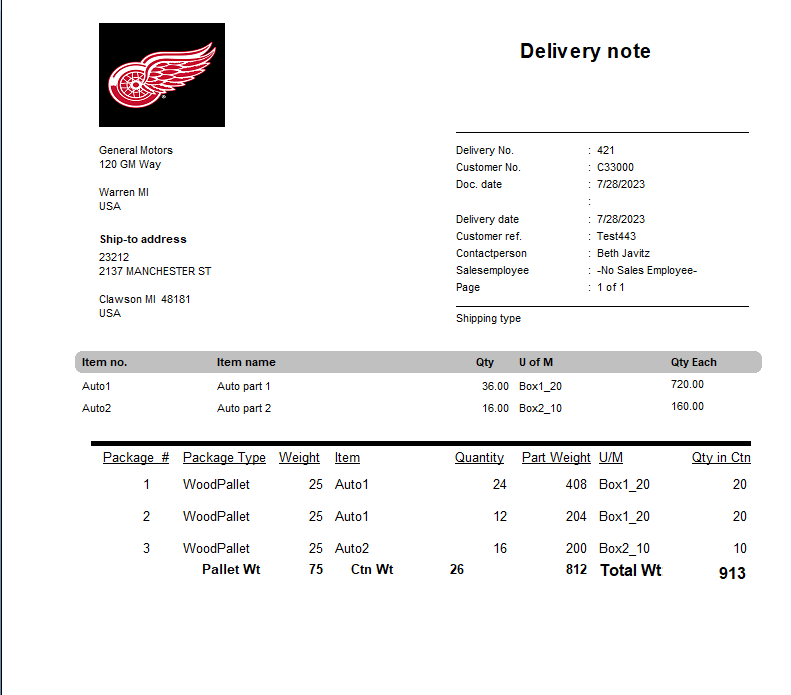 Delivery note
General Motors
120 GM Way
Warren MI
USA
Ship-to address
23212
2137 MANCHESTER ST
Clawson MI  48181
USA
Delivery No. : 421
Customer No. : C33000
Doc. date : 7/28/2023
:
Delivery date : 7/28/2023
Customer ref. : Test443
Contactperson : Beth Javitz
Salesemployee : -No Sales Employee-
Page : 1 of 1
Shipping type
Item no. Item name Qty U of M Qty Each
Auto1 Auto part 1 36.00 Box1_20 720.00
Auto2 Auto part 2 16.00 Box2_10 160.00
Package # Package Type Weight Item Quantity Part Weight U/M Qty in Ctn
1 WoodPallet 25 Auto1 24 408 Box1_20 20
2 WoodPallet 25 Auto1 12 204 Box1_20 20
3 WoodPallet 25 Auto2 16 200 Box2_10 10
Pallet Wt 75 Ctn Wt 26 812 Total Wt 913